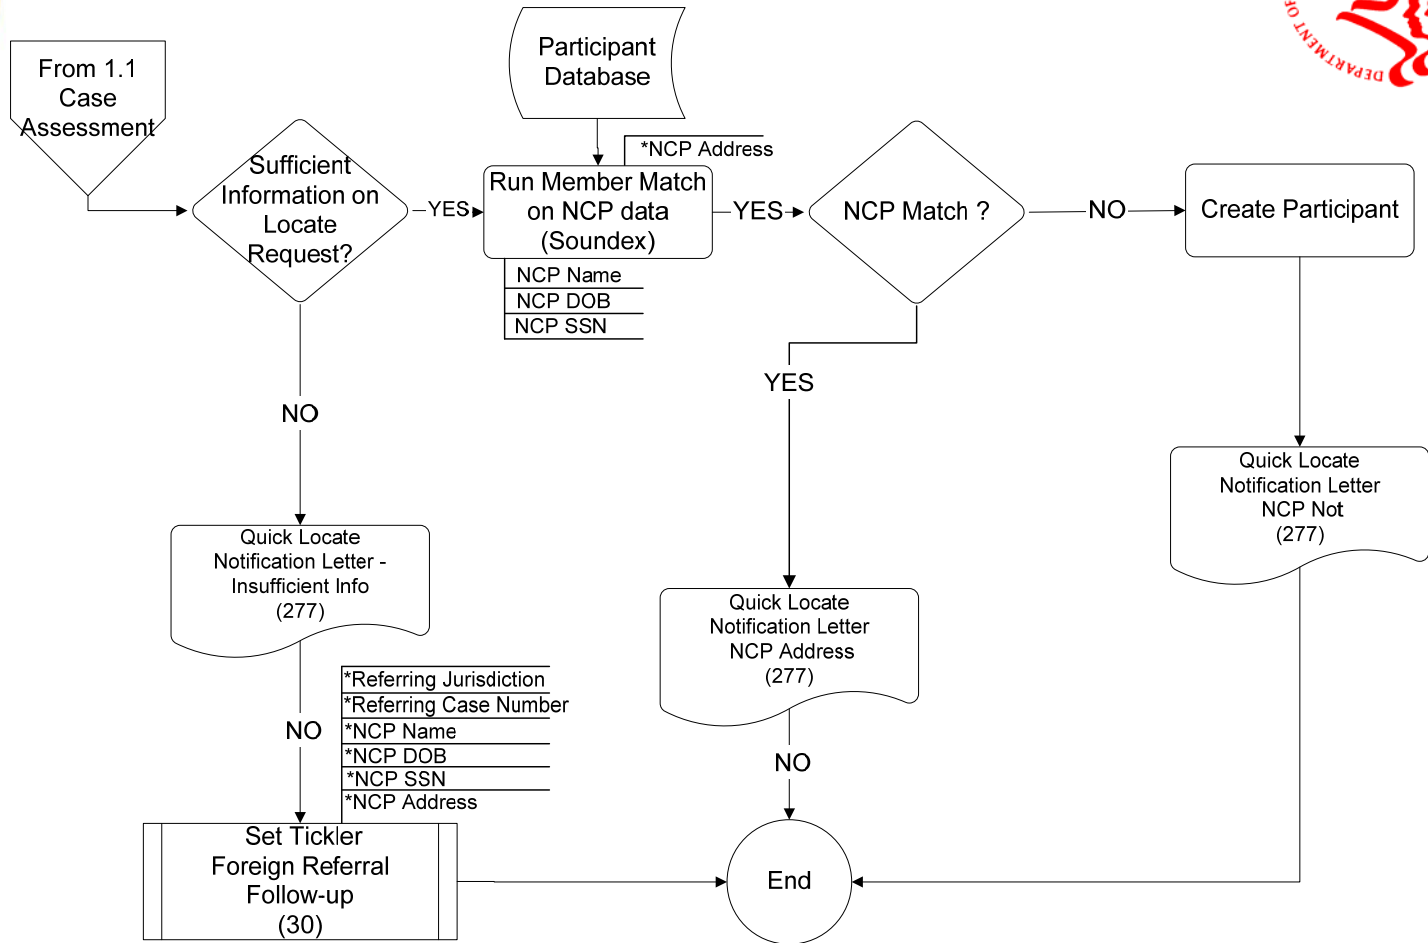 From 1.1
Case
Assessment
Participant
Database
DEPARTMENT OF
Sufficient
Information on
Locate
Request?
YES
*NCP Address
Run Member Match
on NCP data
(Soundex)
NCP Name
NCP DOB
NCP SSN
YES
NCP Match ?
NO
Create Participant
NO
YES
Quick Locate
Notification Letter -
Insufficient Info
(277)
Quick Locate
Notification Letter
NCP Address
(277)
Quick Locate
Notification Letter
NCP Not
(277)
NO
*Referring Jurisdiction
*Referring Case Number
*NCP Name
*NCP DOB
*NCP SSN
*NCP Address
NO
Set Tickler
Foreign Referral
Follow-up
(30)
End